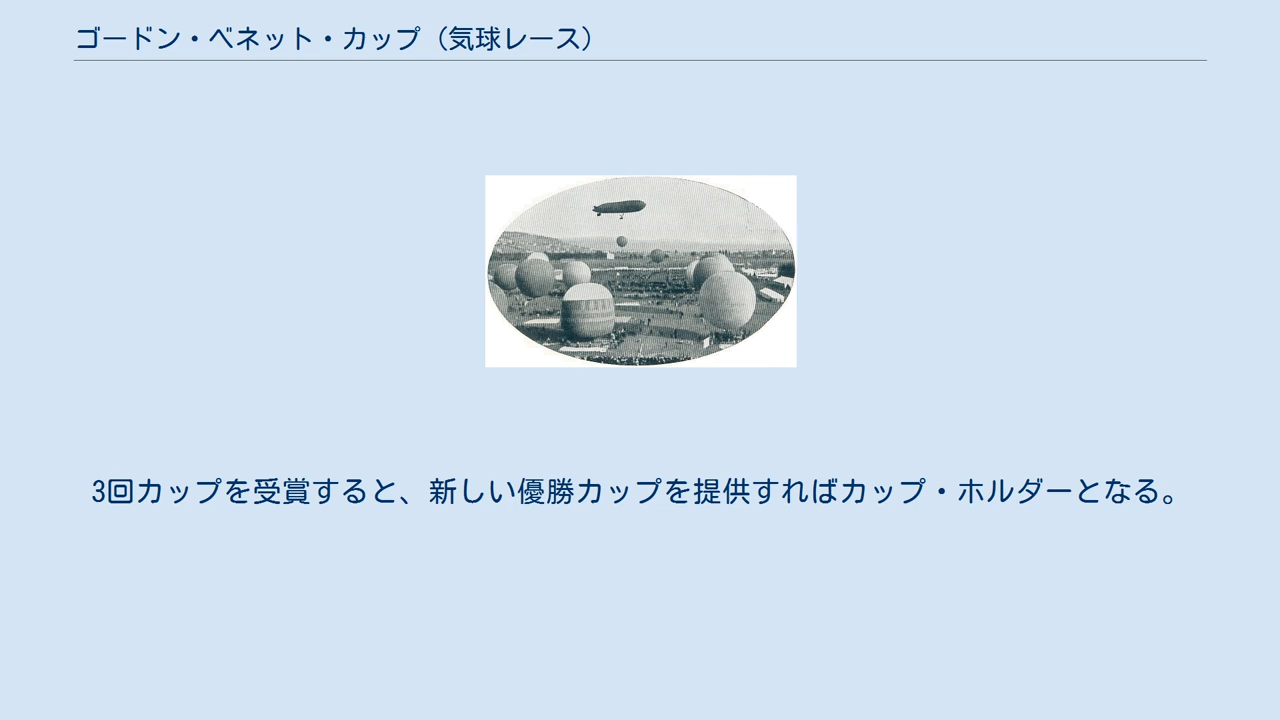 ゴードン・ベネット・カップ（気球レース）
3回カップを受賞すると、新しい優勝カップを提供すればカップ・ホルダーとなる。